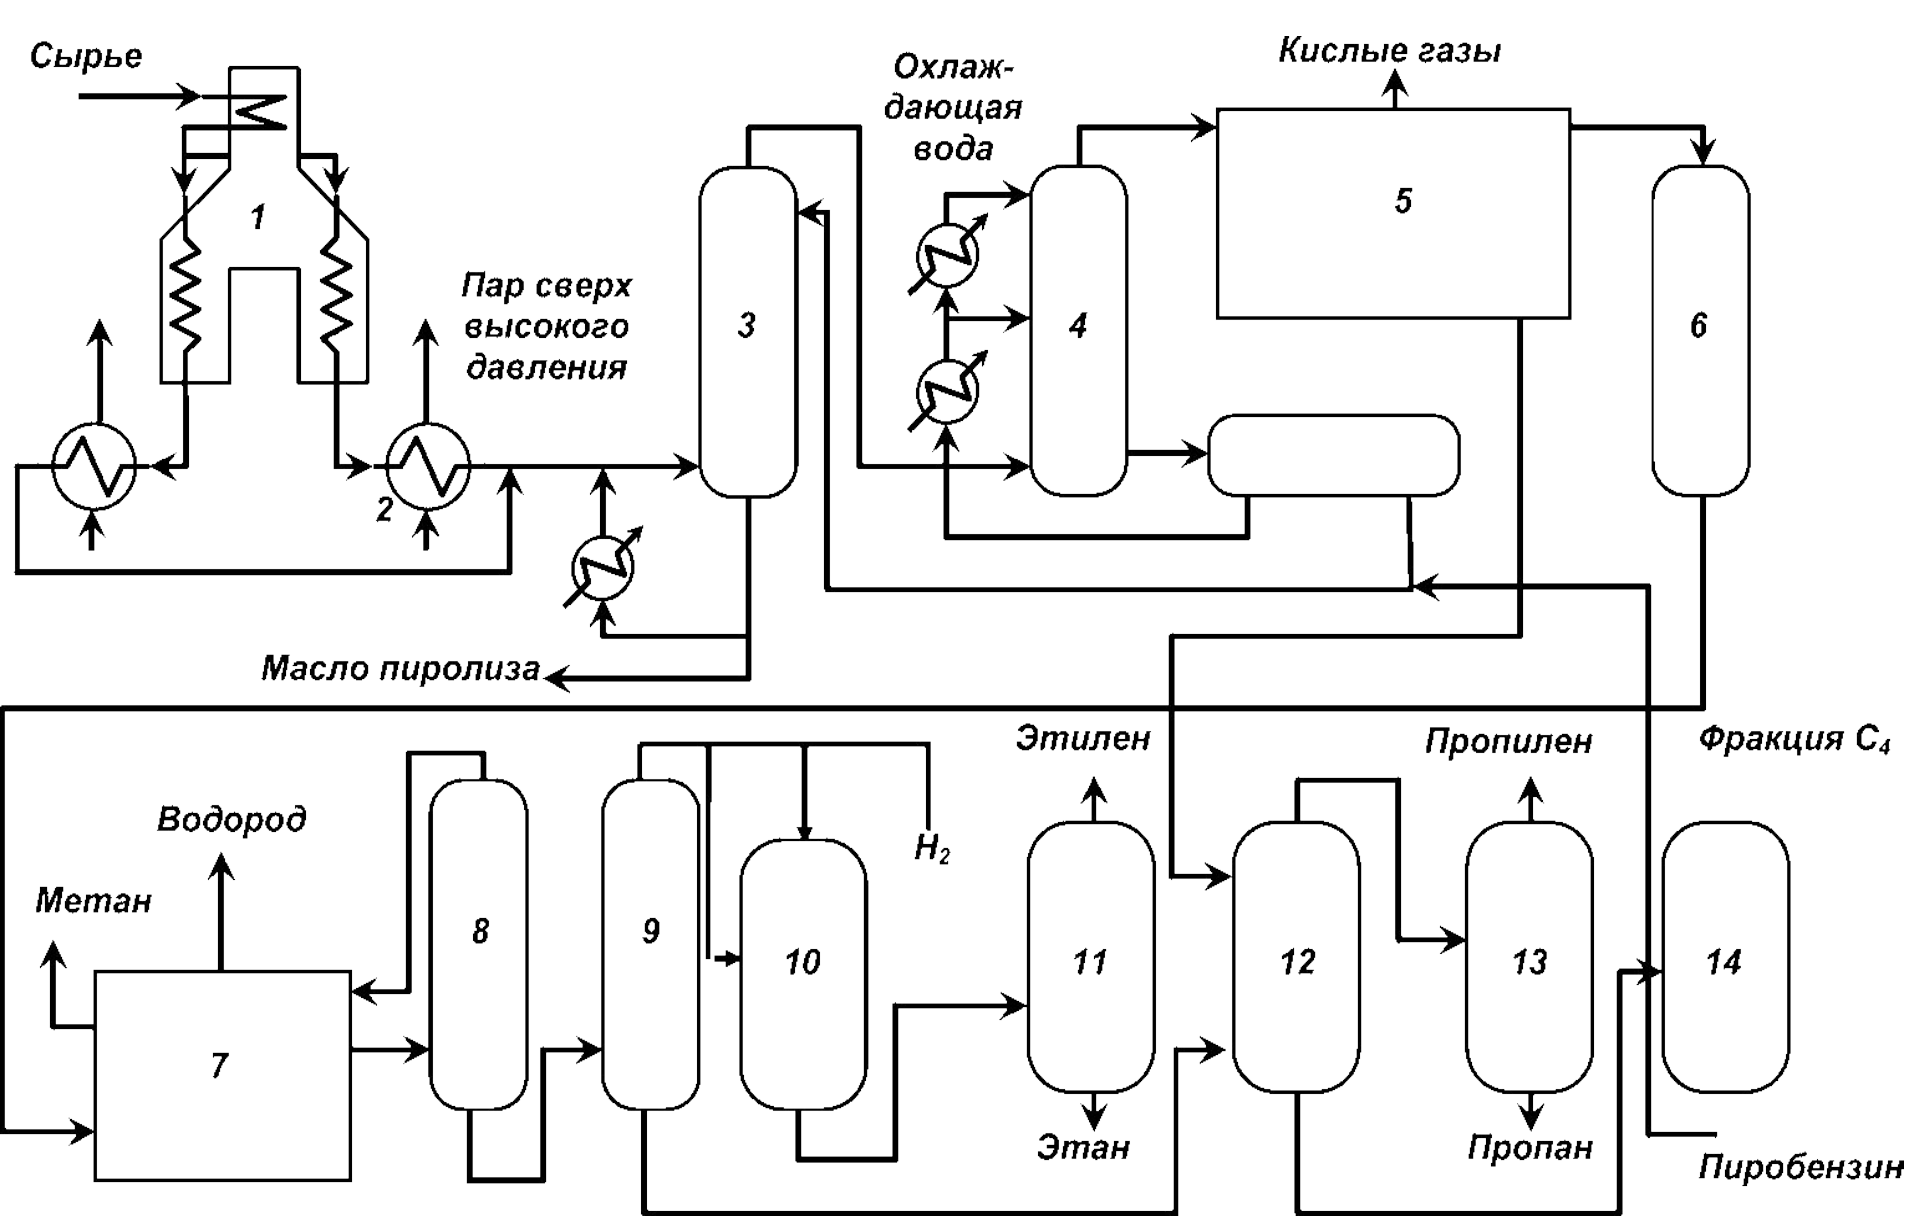 Сырье
Охлаж-
дающая
вода
Кислые газы
1
5
Пар сверх
высокого
давления
3
4
6
2
Масло пиролиза
Этилен
Пропилен
Фракция C4
Водород
H2
Метан
8
9
10
11
12
13
14
7
Этан
Пропан
Пиробензин